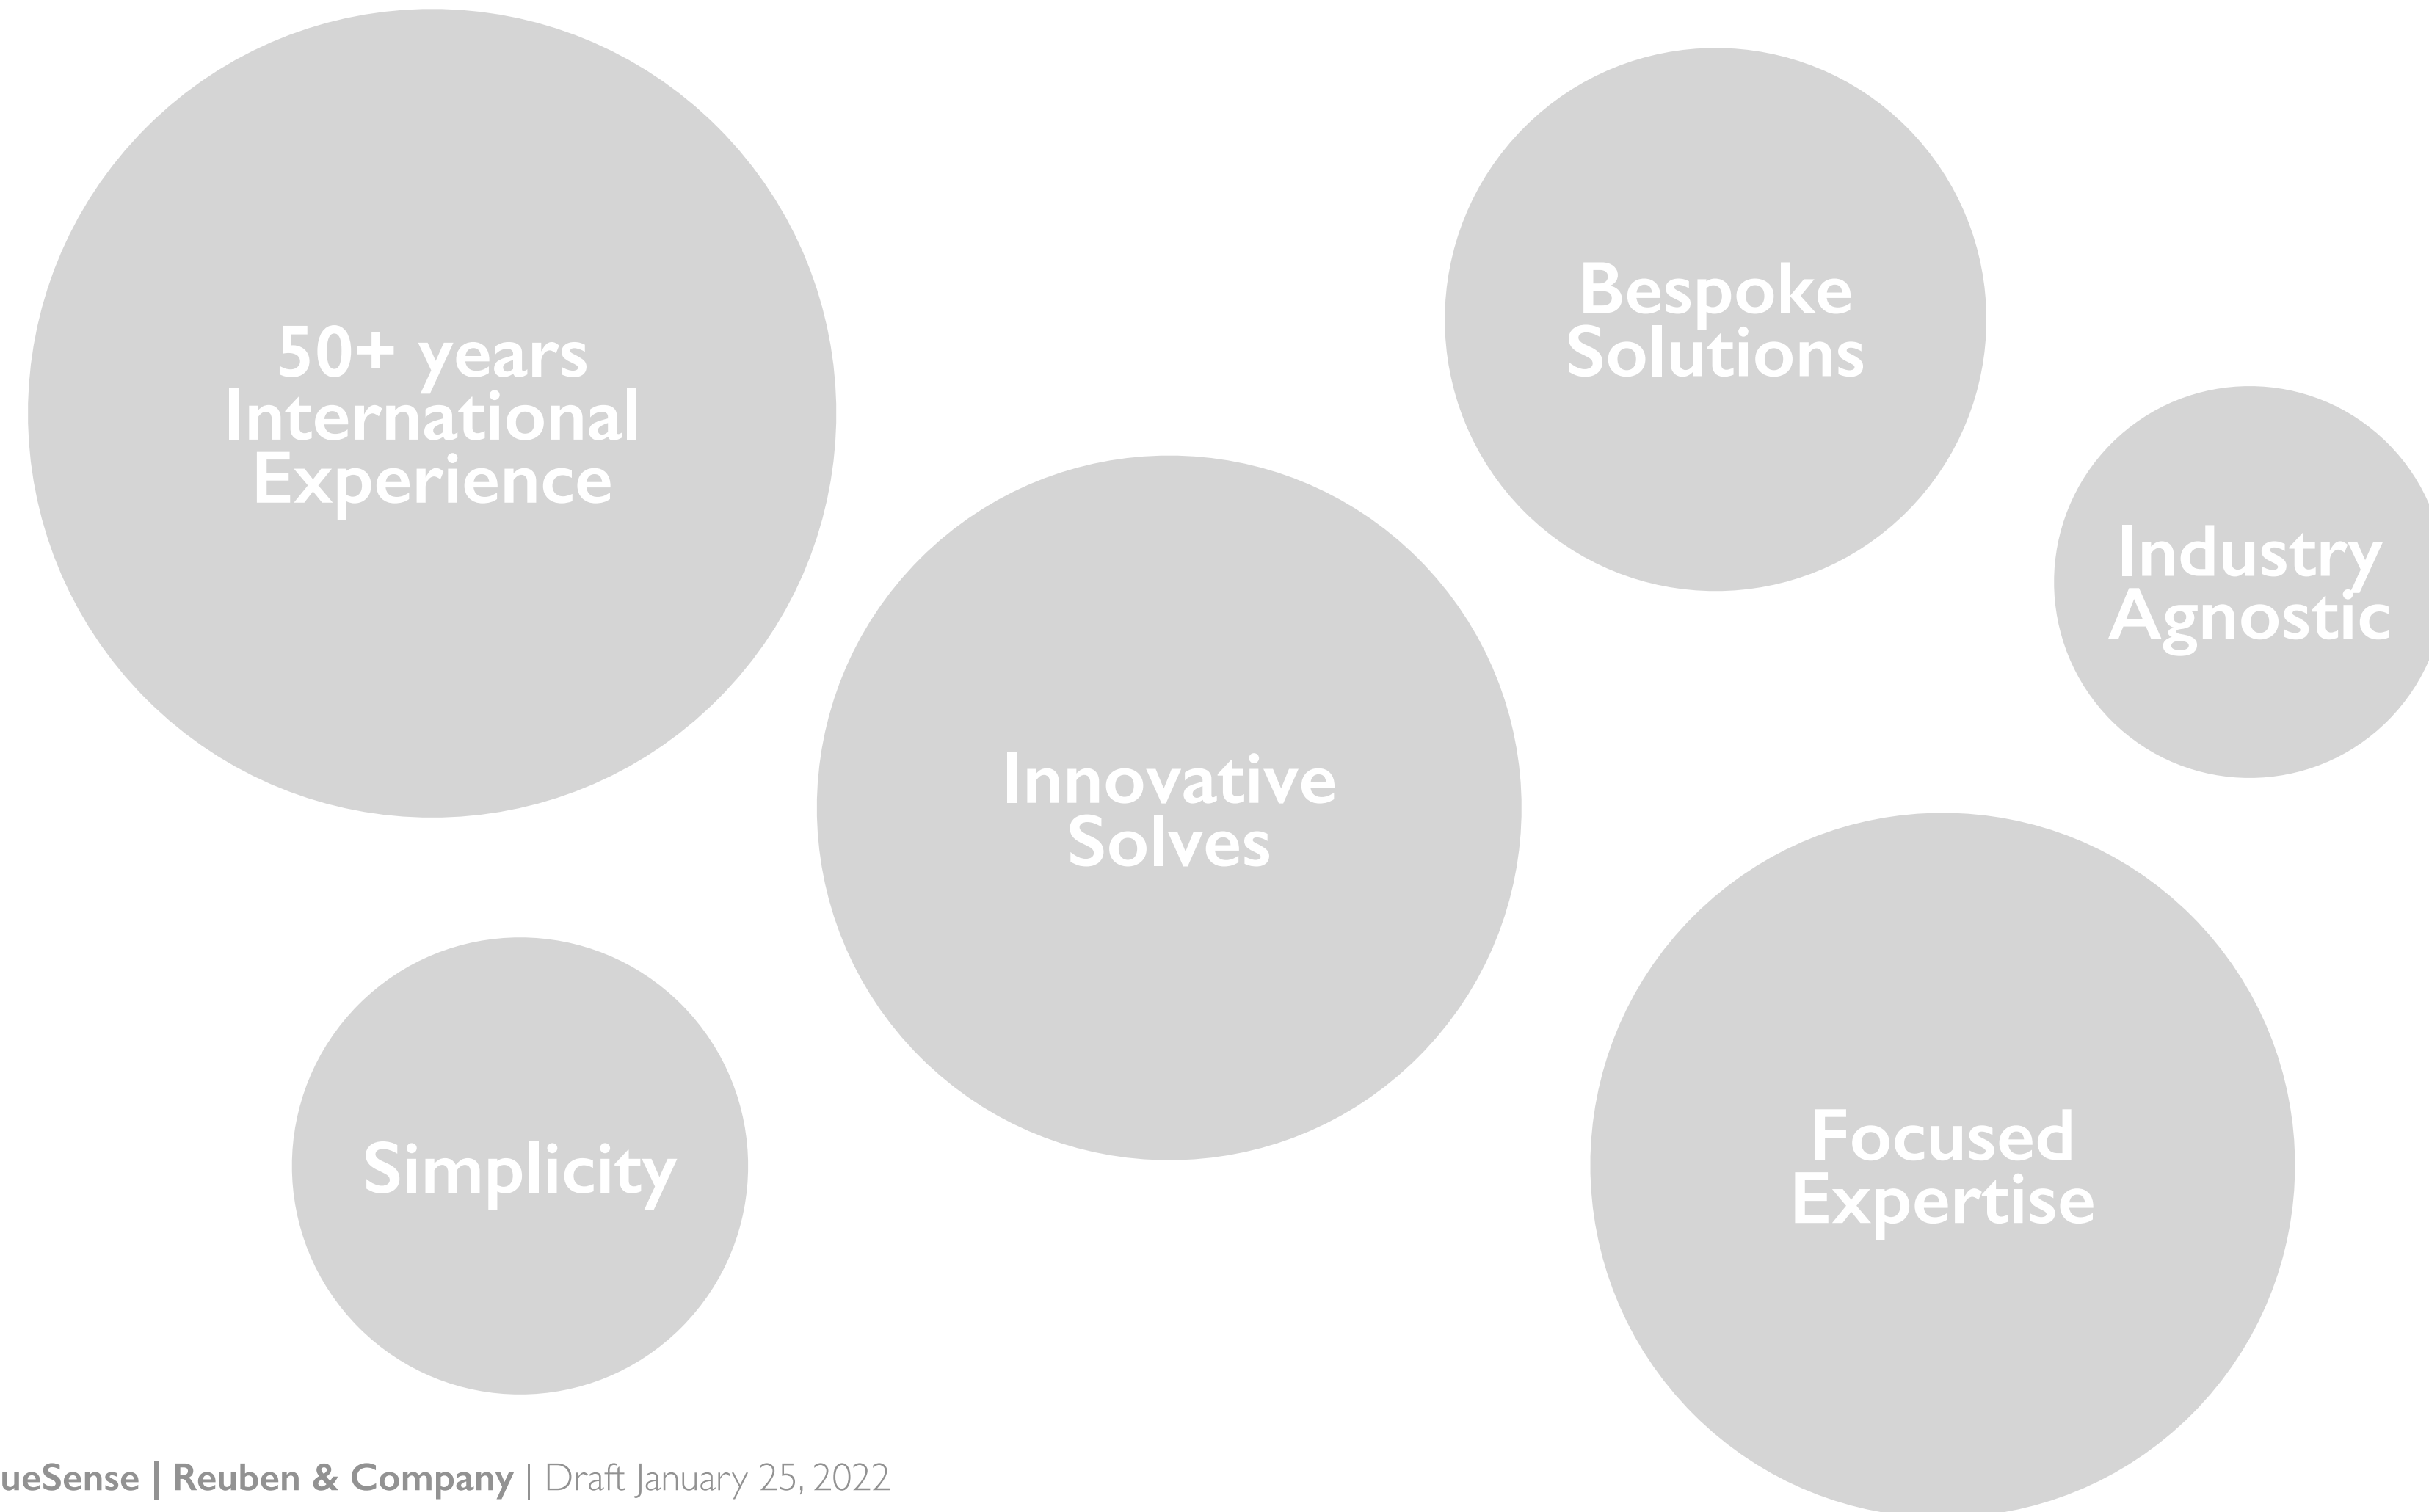 50+ years
International
Experience
Bespoke
Solutions
Industry
Agnostic
Innovative
Solves
Simplicity
Focused
Expertise
ueSense | Reuben & Company | Draft January 25, 2022